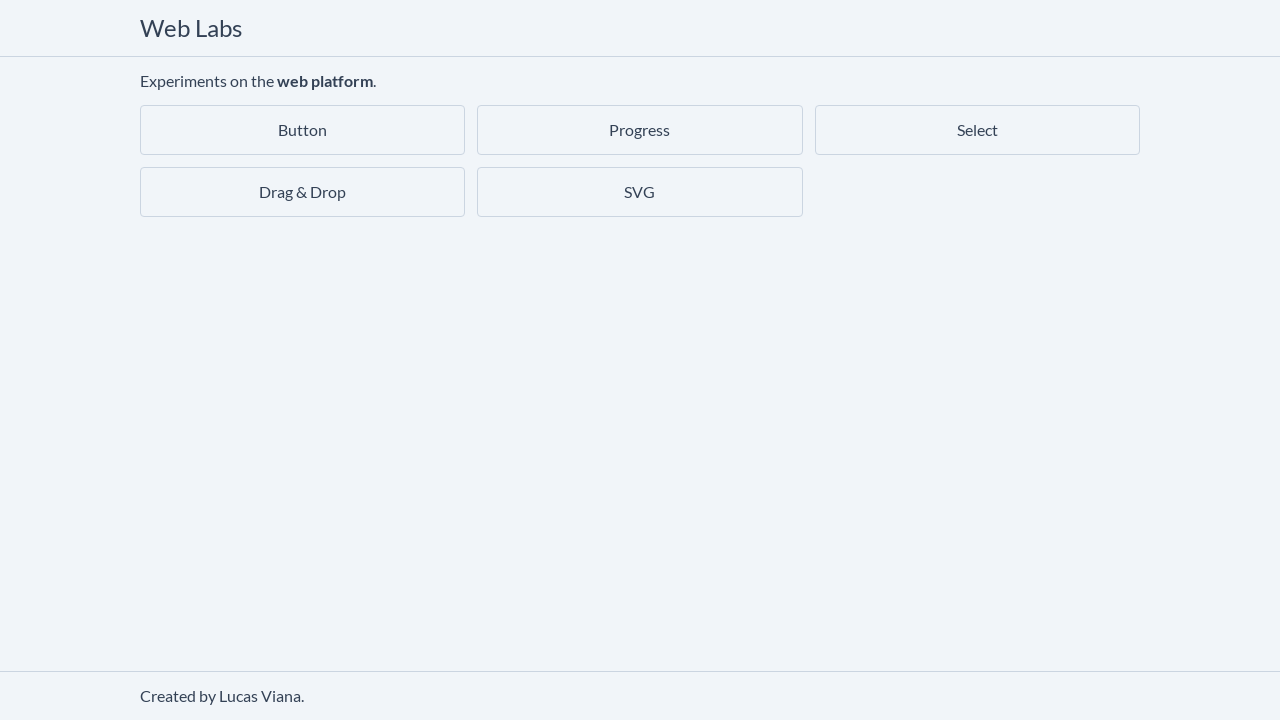 Web Labs
Experiments on the web platform.
Button
Progress
Select
Drag & Drop
SVG
Created by Lucas Viana.